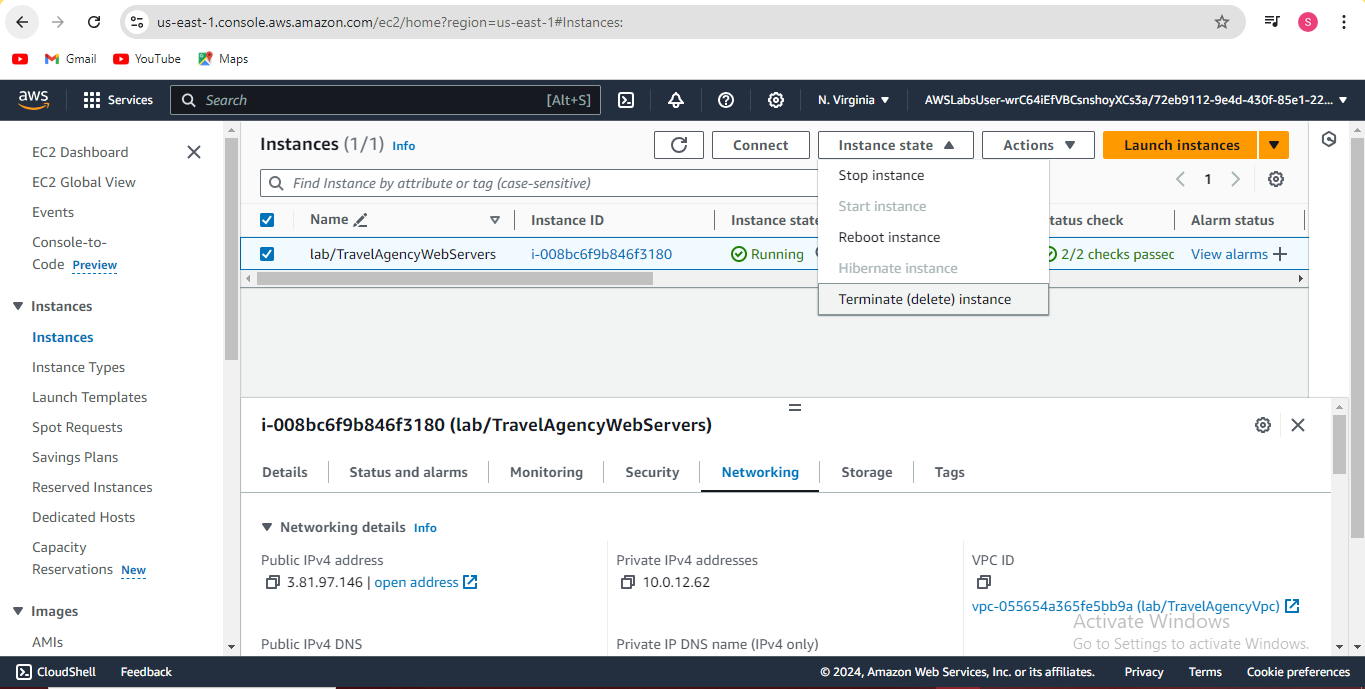 us-east-1.console.aws.amazon.com/ec2/home?region=us-east-1#Instances:
S
Gmail
YouTube
Maps
aws
Services
Search
[Alt+S]
N. Virginia
AWSLabsUser-wrC64iEfVBCsnshoyXCs3a/72eb9112-9e4d-430f-85e1-22...
EC2 Dashboard
EC2 Global View
Events
Console-to-
Code Preview
Instances
Instances
Instance Types
Launch Templates
Spot Requests
Savings Plans
Reserved Instances
Dedicated Hosts
Capacity
Reservations New
Images
AMIs
Instances (1/1) Info
Connect
Instance state
Actions
Launch instances
Find Instance by attribute or tag (case-sensitive)
1
Stop instance
Start instance
Reboot instance
Hibernate instance
Terminate (delete) instance
Name
Instance ID
Instance state
tatus check
Alarm status
lab/TravelAgencyWebServers
i-008bc6f9b846f3180
Running
2/2 checks passec
View alarms
i-008bc6f9b846f3180 (lab/TravelAgencyWebServers)
Details
Status and alarms
Monitoring
Security
Networking
Storage
Tags
Networking details Info
Public IPv4 address
3.81.97.146 | open address
Private IPv4 addresses
10.0.12.62
VPC ID
vpc-055654a365fe5bb9a (lab/TravelAgencyVpc)
Public IPv4 DNS
Private IP DNS name (IPv4 only)
Activate Windows
Go to Settings to activate Windows.
CloudShell
Feedback
© 2024, Amazon Web Services, Inc. or its affiliates.
Privacy
Terms
Cookie preferences